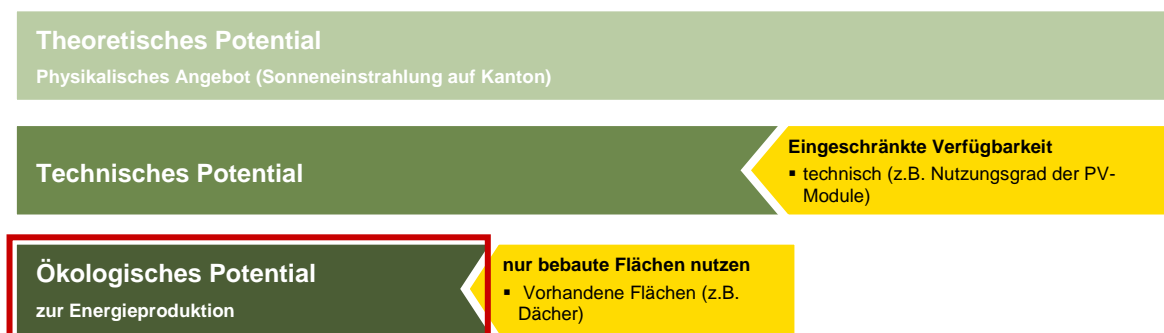 Theoretisches Potential
Physikalisches Angebot (Sonneneinstrahlung auf Kanton)
Technisches Potential
Eingeschränkte Verfügbarkeit
▪ technisch (z.B. Nutzungsgrad der PV-
Module)
Ökologisches Potential
zur Energieproduktion
nur bebaute Flächen nutzen
▪ Vorhandene Flächen (z.B.
Dächer)